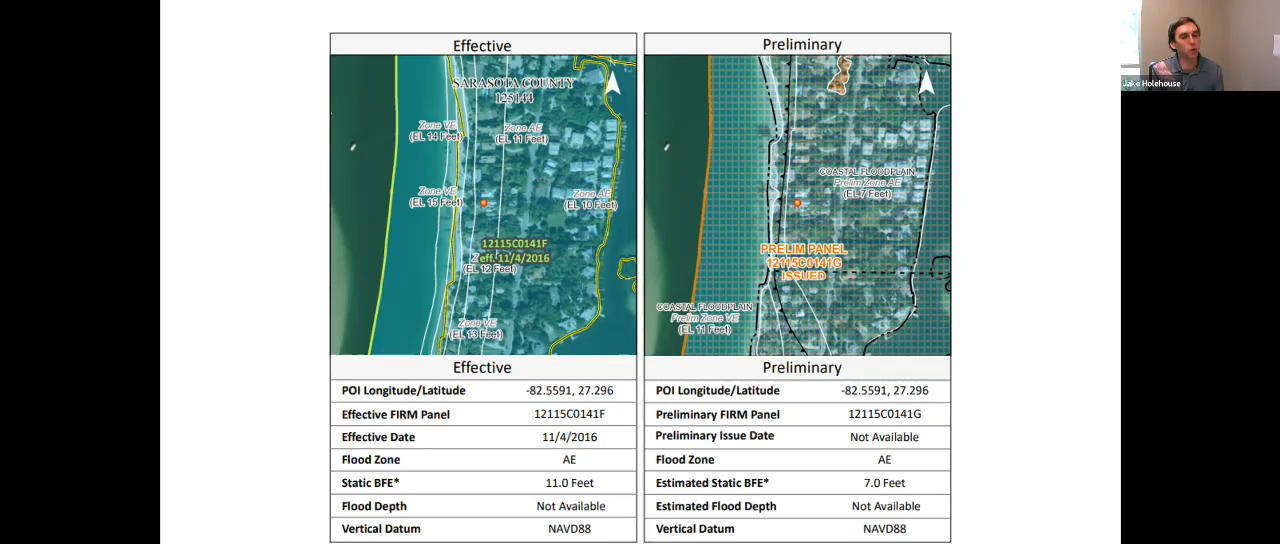 Effective
Preliminary
Jake Holehouse
SARASOTA COUNTY
125144
Zone VE
(EL 14 Feet)
Zone AE
(EL 11 Feet)
Zone VE
(EL 15 Feet)
Zone AE
(EL 10 Feet)
12115C0141F
eff. 11/4/2016
(EL 12 Feet)
Zone VE
(EL 13 Feet)
COASTAL FLOODPLAIN
Prelim Zone AE
(EL 7 Feet)
PRELIM PANEL
12115C0141G
ISSUED
COASTAL FLOODPLAIN
Prelim Zone VE
(EL 11 Feet)
Effective
POI Longitude/Latitude -82.5591, 27.296
Effective FIRM Panel 12115C0141F
Effective Date 11/4/2016
Flood Zone AE
Static BFE* 11.0 Feet
Flood Depth Not Available
Vertical Datum NAVD88
Preliminary
POI Longitude/Latitude -82.5591, 27.296
Preliminary FIRM Panel 12115C0141G
Preliminary Issue Date Not Available
Flood Zone AE
Estimated Static BFE* 7.0 Feet
Estimated Flood Depth Not Available
Vertical Datum NAVD88